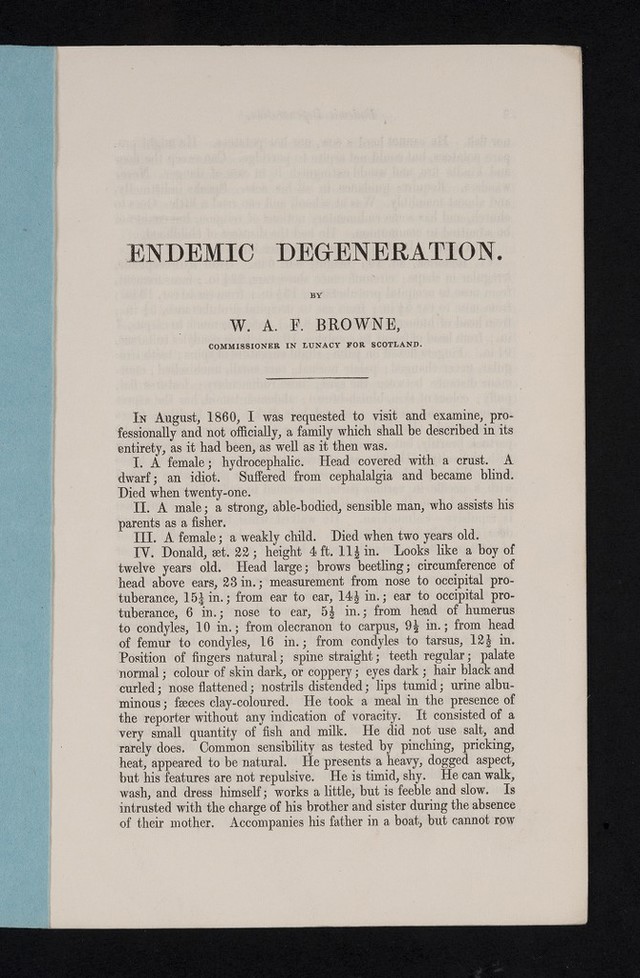 ENDEMIC DEGENERATION.
BY
W. A. F. BROWNE,
COMMISSIONER IN LUNACY FOR SCOTLAND.
IN August, 1860, I was requested to visit and examine, pro-
fessionally and not officially, a family which shall be described in its
entirety, as it had been, as well as it then was.
I. A female; hydrocephalic. Head covered with a crust. A
dwarf; an idiot. Suffered from cephalalgia and became blind.
Died when twenty-one.
II. A male; a strong, able-bodied, sensible man, who assists his
parents as a fisher.
III. A female; a weakly child. Died when two years old.
IV. Donald, æt. 22; height 4 ft. 11½ in. Looks like a boy of
twelve years old. Head large; brows beetling; circumference of
head above ears, 23 in.; measurement from nose to occipital pro-
tuberance, 15¼ in.; from ear to ear, 14½ in.; ear to occipital pro-
tuberance, 6 in.; nose to ear, 5½ in.; from head of humerus
to condyles, 10 in.; from olecranon to carpus, 9½ in.; from head
of femur to condyles, 16 in.; from condyles to tarsus, 12½ in.
Position of fingers natural; spine straight; teeth regular; palate
normal; colour of skin dark, or coppery; eyes dark; hair black and
curled; nose flattened; nostrils distended; lips tumid; urine albu-
minous; fæces clay-coloured. He took a meal in the presence of
the reporter without any indication of voracity. It consisted of a
very small quantity of fish and milk. He did not use salt, and
rarely does. Common sensibility as tested by pinching, pricking,
heat, appeared to be natural. He presents a heavy, dogged aspect,
but his features are not repulsive. He is timid, shy. He can walk,
wash, and dress himself; works a little, but is feeble and slow. Is
intrusted with the charge of his brother and sister during the absence
of their mother. Accompanies his father in a boat, but cannot row